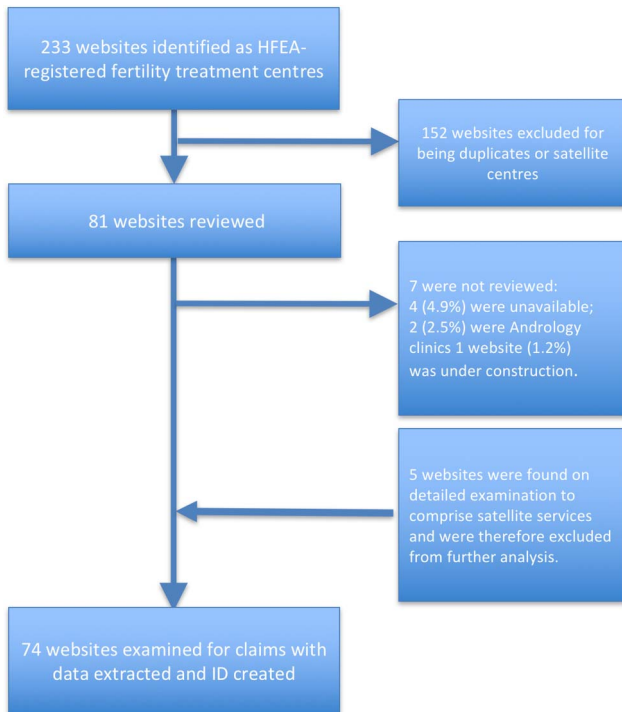 233 websites identified as HFEA-
registered fertility treatment centres
152 websites excluded for
being duplicates or satellite
centres
81 websites reviewed
7 were not reviewed:
4 (4.9%) were unavailable;
2 (2.5%) were Andrology
clinics 1 website (1.2%)
was under construction.
5 websites were found on
detailed examination to
comprise satellite services
and were therefore excluded
from further analysis.
74 websites examined for claims with
data extracted and ID created